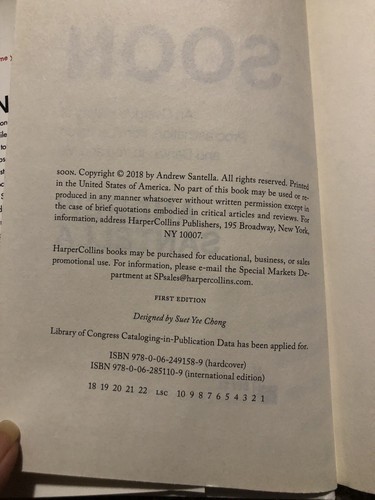 SOON. Copyright © 2018 by Andrew Santella. All rights reserved. Printed
in the United States of America. No part of this book may be used or re-
produced in any manner whatsoever without written permission except in
the case of brief quotations embodied in critical articles and reviews. For
information, address HarperCollins Publishers, 195 Broadway, New York,
NY 10007.
HarperCollins books may be purchased for educational, business, or sales
promotional use. For information, please e-mail the Special Markets De-
partment at SPsales@harpercollins.com.
FIRST EDITION
Designed by Suet Yee Chong
Library of Congress Cataloging-in-Publication Data has been applied for.
ISBN 978-0-06-249158-9 (hardcover)
ISBN 978-0-06-285110-9 (international edition)
18 19 20 21 22 LSC 10 9 8 7 6 5 4 3 2 1